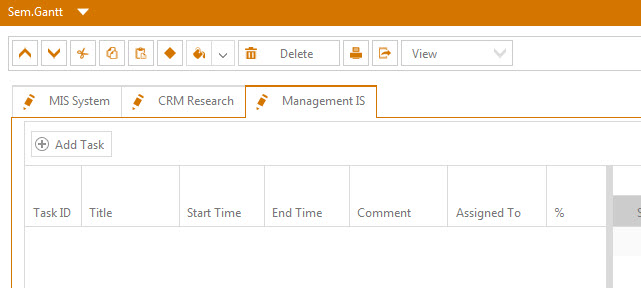 Sem.Gantt
Delete View
MIS System CRM Research Management IS
Add Task
Task ID Title Start Time End Time Comment Assigned To %